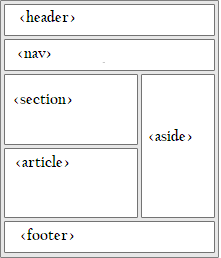 ‹header›
‹nav›
‹section›
‹aside›
‹article›
‹footer›